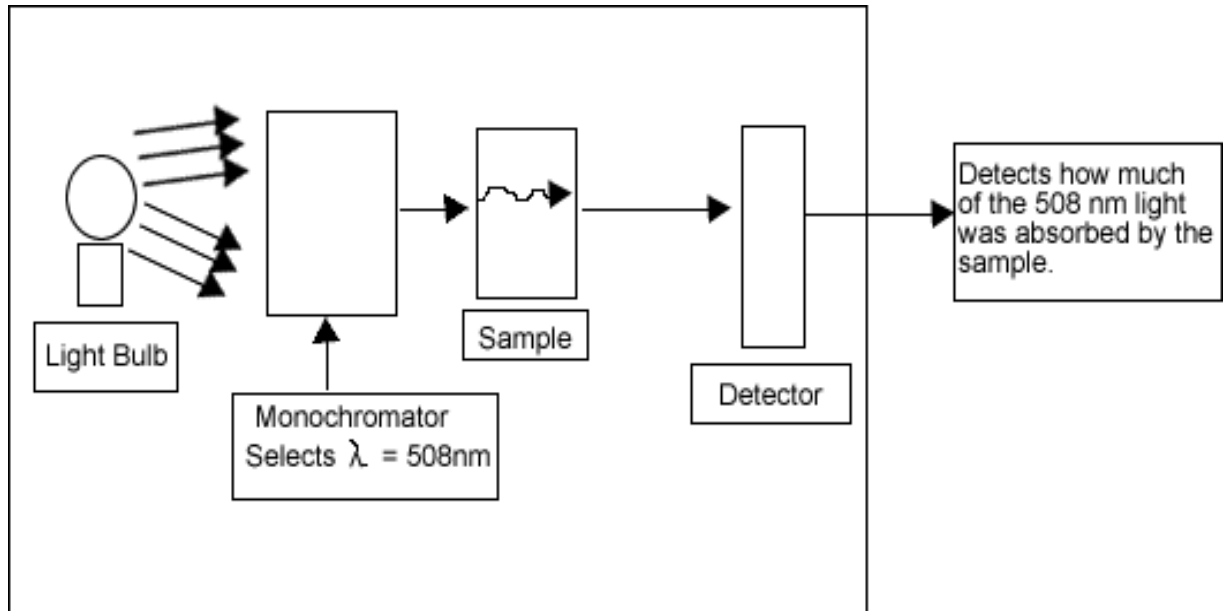 Light Bulb
Monochromator
Selects λ = 508nm
Sample
Detector
Detects how much
of the 508 nm light
was absorbed by the
sample.